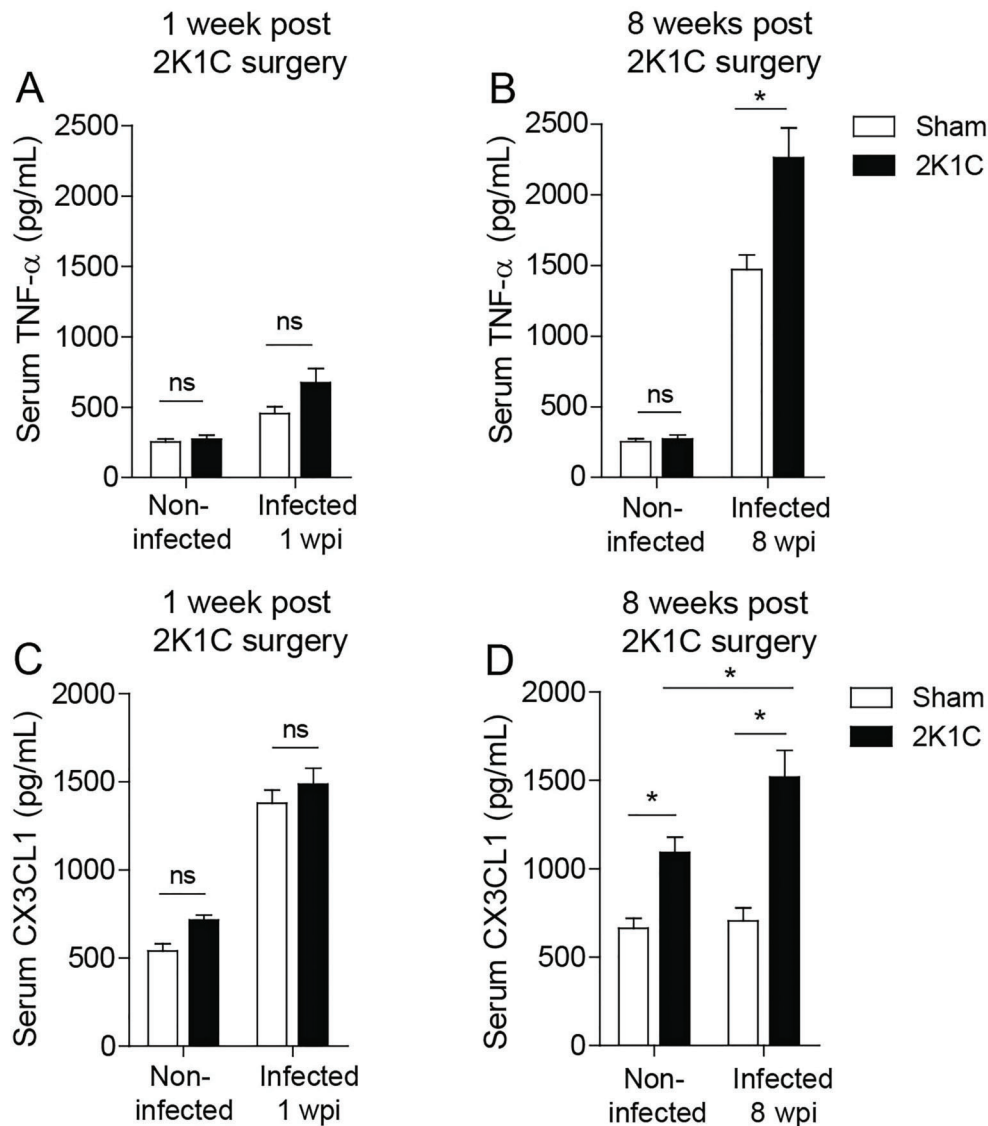 1 week post
2K1C surgery
8 weeks post
2K1C surgery
A
B
Serum TNF-α (pg/mL)
2500
2000
1500
1000
500
0
ns
ns
Non-
infected
Infected
1 wpi
Serum TNF-α (pg/mL)
2500
2000
1500
1000
500
0
ns
*
Non-
infected
Infected
8 wpi
Sham
2K1C
1 week post
2K1C surgery
8 weeks post
2K1C surgery
C
D
Serum CX3CL1 (pg/mL)
2000
1500
1000
500
0
ns
ns
Non-
infected
Infected
1 wpi
Serum CX3CL1 (pg/mL)
2000
1500
1000
500
0
*
*
*
Non-
infected
Infected
8 wpi
Sham
2K1C